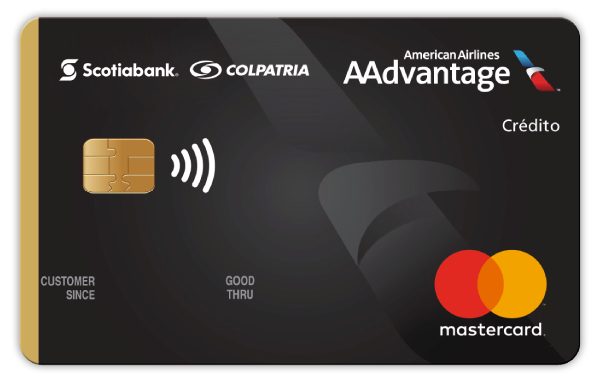 Scotiabank. COLPATRIA
American Airlines
AAdvantage
Crédito
CUSTOMER SINCE
GOOD THRU
mastercard